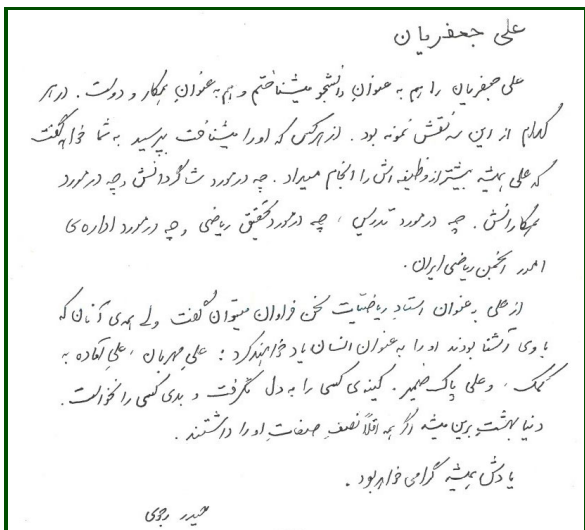 علی جعفریان
علی جعفریان را هم به عنوان دانشجو میشناختم و هم به عنوان همکار و دوست. در هر
کدام از این سه نقش نمونه بود. از هر کس که او را میشناخت بپرسید به شما خواهد گفت
که علی همیشه بیشتر از وظیفه اش را انجام میداد. چه در مورد شاگردانش و چه در مورد
همکارانش. چه در مورد تدریس، چه در مورد تحقیق ریاضی و چه در مورد اداره ی
امور انجمن ریاضی ایران.
از علی به عنوان استاد ریاضیات سخن فراوان میتوان گفت ولی همه ی آنان که
با وی آشنا بودند او را به عنوان انسان یاد خواهند کرد: علی مهربان، علی آماده به
کمک، و علی پاک ضمیر. کینه ی کسی را به دل نگرفت و بدی کسی را نخواست.
دنیا بهشتِ برین میشد اگر همه اقلاً نصفِ صفاتِ او را داشتند.
یادش همیشه گرامی خواهد بود.
حیدر رجوی